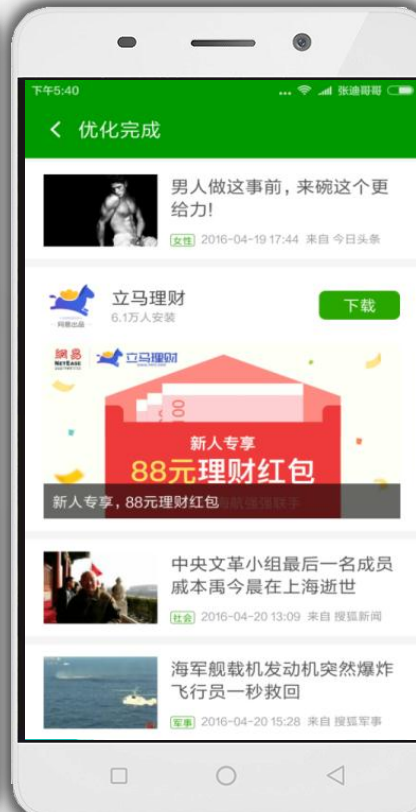 下午5:40
... 张迪哥哥
优化完成
男人做这事前，来碗这个更
给力!
女性 2016-04-19 17:44 来自 今日头条
立马理财
6.1万人安装
下载
網易 立马理财
NETEASE
新人专享
88元理财红包
新人专享，88元理财红包
中央文革小组最后一名成员
戚本禹今晨在上海逝世
社会 2016-04-20 13:09 来自 搜狐新闻
海军舰载机发动机突然爆炸
飞行员一秒救回
军事 2016-04-20 15:28 来自 搜狐军事